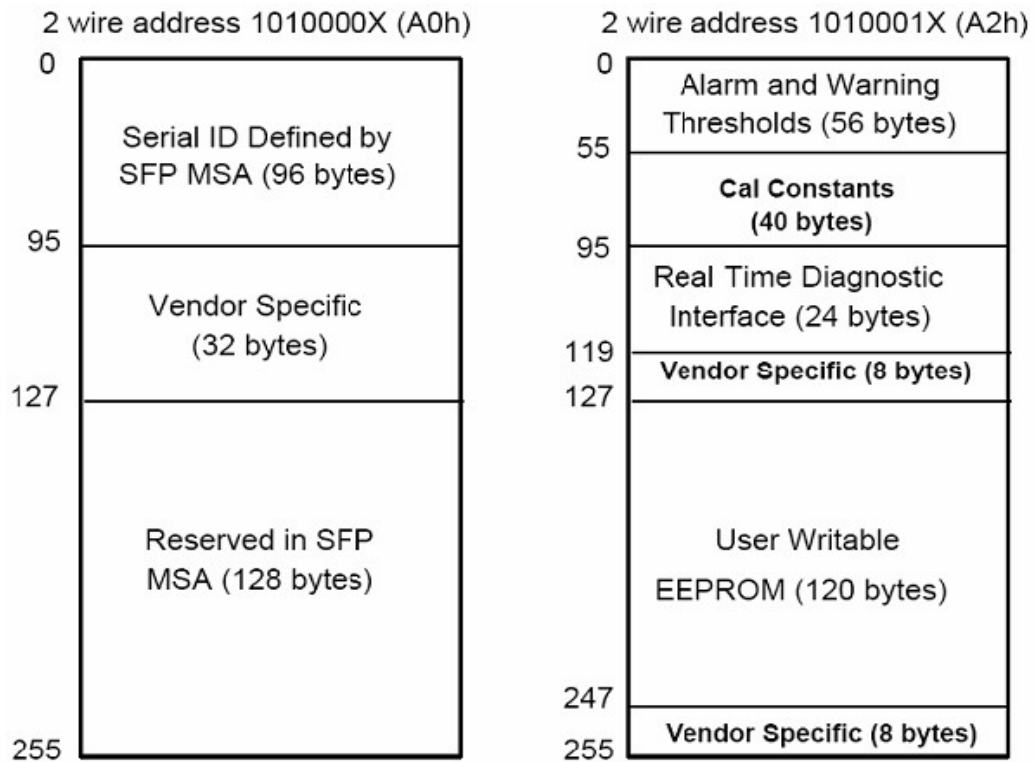 2 wire address 1010000X (A0h)
0
Serial ID Defined by
SFP MSA (96 bytes)
95
Vendor Specific
(32 bytes)
127
Reserved in SFP
MSA (128 bytes)
255
2 wire address 1010001X (A2h)
0
Alarm and Warning
Thresholds (56 bytes)
55
Cal Constants
(40 bytes)
95
Real Time Diagnostic
Interface (24 bytes)
119
Vendor Specific (8 bytes)
127
User Writable
EEPROM (120 bytes)
247
Vendor Specific (8 bytes)
255